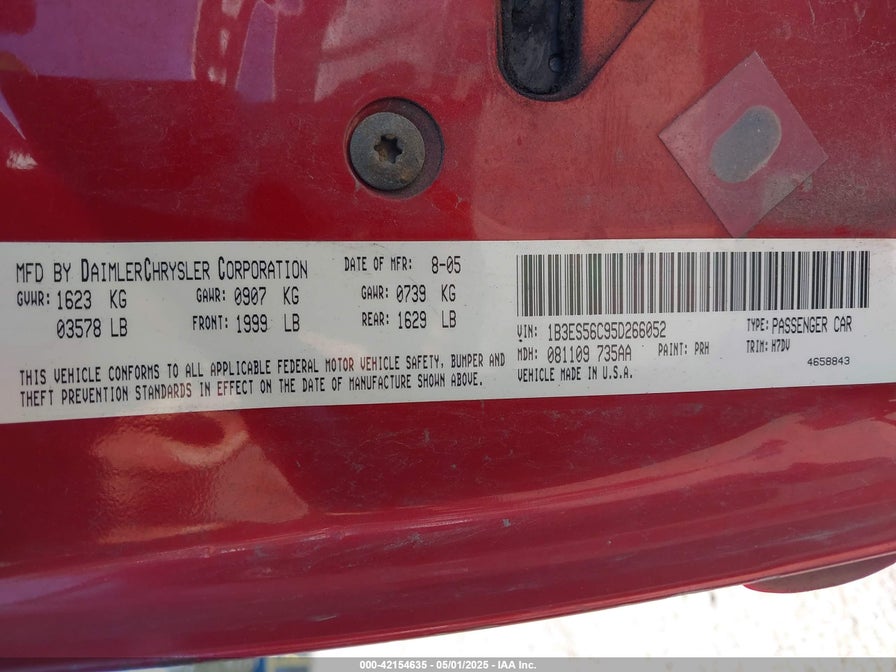 MFD BY DAIMLERCHRYSLER CORPORATION DATE OF MFR: 8-05
GVWR: 1623 KG GAWR: 0907 KG GAWR: 0739 KG
03578 LB FRONT: 1999 LB REAR: 1629 LB
THIS VEHICLE CONFORMS TO ALL APPLICABLE FEDERAL MOTOR VEHICLE SAFETY, BUMPER AND
THEFT PREVENTION STANDARDS IN EFFECT ON THE DATE OF MANUFACTURE SHOWN ABOVE.
VIN: 1B3ES56C95D266052 TYPE: PASSENGER CAR
MDH: 081109 735AA PAINT: PRH TRIM: H7DV
VEHICLE MADE IN U.S.A. 4658843
000-42154635 - 05/01/2025 - IAA Inc.